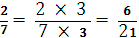 2/7 = 2 × 3 / 7 × 3 = 6/21